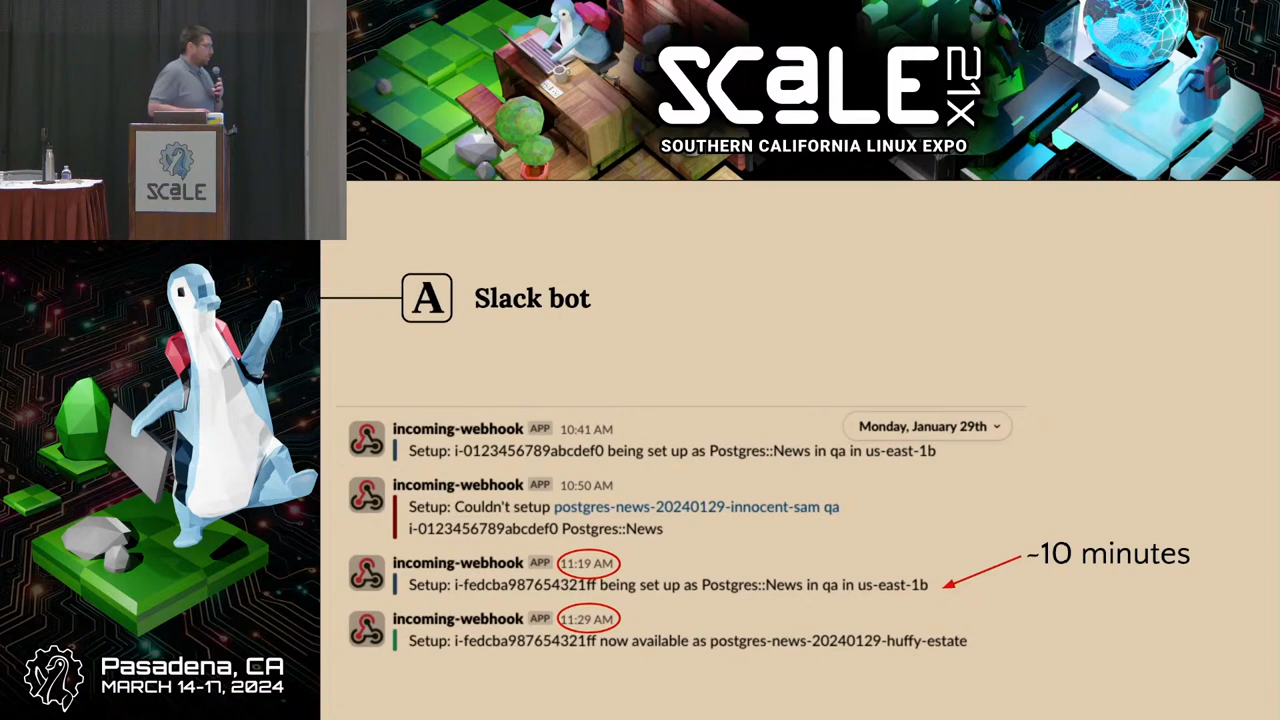 SCaLE
21X
SOUTHERN CALIFORNIA LINUX EXPO
SCaLE
A
Slack bot
Monday, January 29th
incoming-webhook APP 10:41 AM
Setup: i-0123456789abcdef0 being set up as Postgres::News in qa in us-east-1b
incoming-webhook APP 10:50 AM
Setup: Couldn't setup postgres-news-20240129-innocent-sam qa
i-0123456789abcdef0 Postgres::News
incoming-webhook APP 11:19 AM
Setup: i-fedcba987654321ff being set up as Postgres::News in qa in us-east-1b
~10 minutes
incoming-webhook APP 11:29 AM
Setup: i-fedcba987654321ff now available as postgres-news-20240129-huffy-estate
Pasadena, CA
MARCH 14-17, 2024